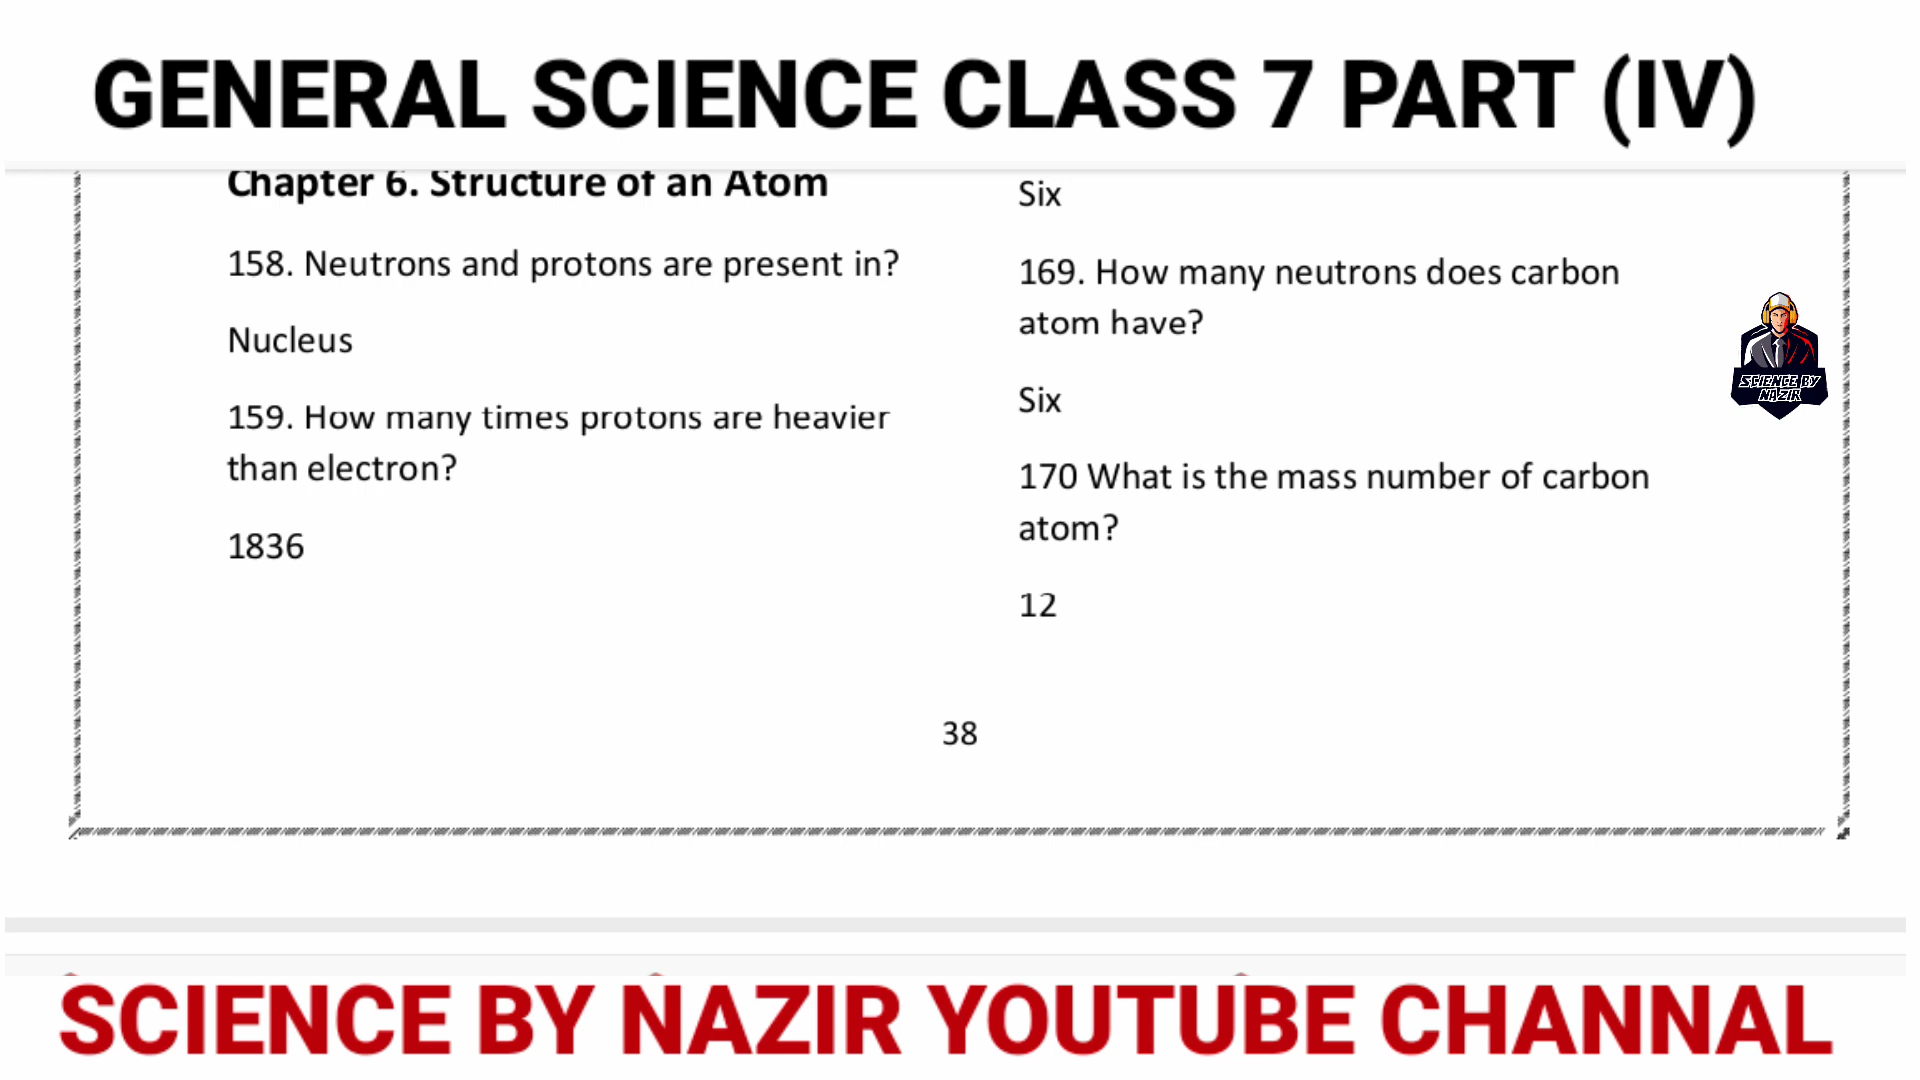 GENERAL SCIENCE CLASS 7 PART (IV)
Chapter 6. Structure of an Atom
158. Neutrons and protons are present in?
Nucleus
159. How many times protons are heavier
than electron?
1836
Six
169. How many neutrons does carbon
atom have?
Six
170 What is the mass number of carbon
atom?
12
SCIENCE BY
NAZIR
38
SCIENCE BY NAZIR YOUTUBE CHANNAL